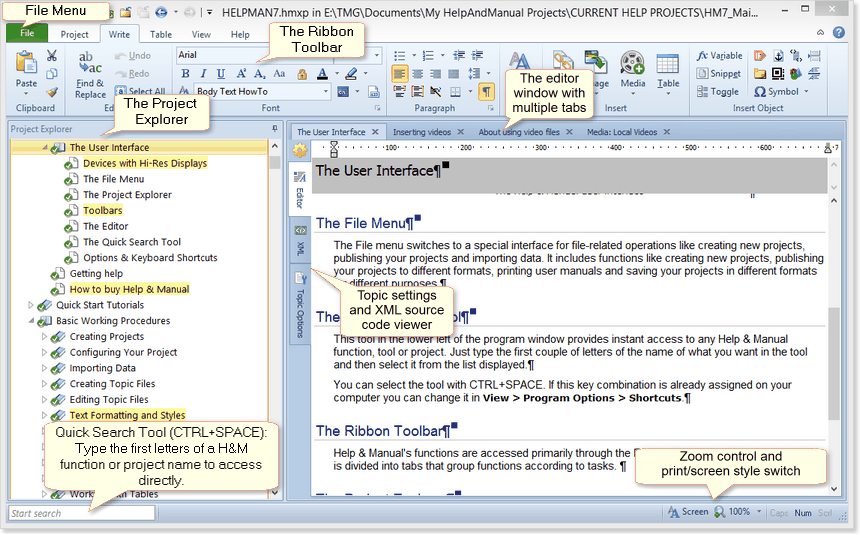 File Menu
HELPMAN7.hmxp in E:\TMG\Documents\My HelpAndManual Projects\CURRENT HELP PROJECTS\HM7_Mai...
File Project Write Table View Help
The Ribbon
Toolbar
Paste
Clipboard
Find &
Replace
Undo
Redo
Select All
Arial
Body Text HowTo
Font
Paragraph
Media
Insert
Variable
Snippet
Toggle
Symbol
Insert Object
The Project
Explorer
The editor
window with
multiple tabs
Project Explorer
The User Interface
Devices with Hi-Res Displays
The File Menu
The Project Explorer
Toolbars
The Editor
The Quick Search Tool
Options & Keyboard Shortcuts
Getting help
How to buy Help & Manual
Quick Start Tutorials
Basic Working Procedures
Creating Projects
Configuring Your Project
Importing Data
Creating Topic Files
Editing Topic Files
Text Formatting and Styles
Quick Search Tool (CTRL+SPACE):
Type the first letters of a H&M
function or project name to access
directly.
Tables
Start search
The User Interface Inserting videos About using video files Media: Local Videos
100 200 300 400 500 600 7
Editor
XML
Topic Options
The User Interface¶
The File Menu¶
The File menu switches to a special interface for file-related operations like creating new projects,
publishing your projects and importing data. It includes functions like creating new projects, publishing
your projects to different formats, printing user manuals and saving your projects in different formats
different purposes.¶
Topic settings
and XML source
code viewer
This tool in the lower left of the program window provides instant access to any Help & Manual
function, tool or project. Just type the first couple of letters of the name of what you want in the tool
and then select it from the list displayed.¶
You can select the tool with CTRL+SPACE. If this key combination is already assigned on your
computer you can change it in View > Program Options > Shortcuts.¶
The Ribbon Toolbar¶
Help & Manual's functions are accessed primarily through the
is divided into tabs that group functions according to tasks. ¶
Zoom control and
print/screen style switch
Screen 100% Caps Num Scrl